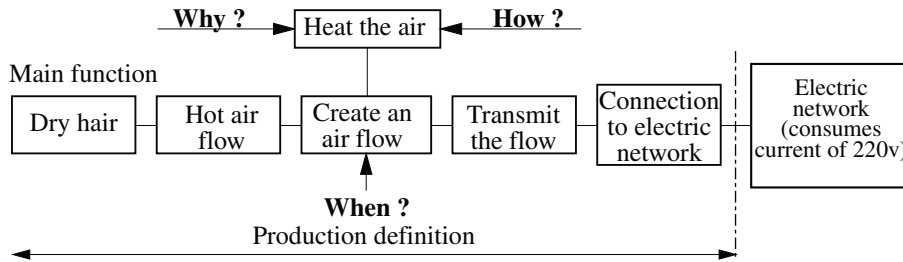 Why ?
Heat the air
How ?
Main function
Dry hair
Hot air
flow
Create an
air flow
Transmit
the flow
Connection
to electric
network
Electric
network
(consumes
current of 220v)
When ?
Production definition